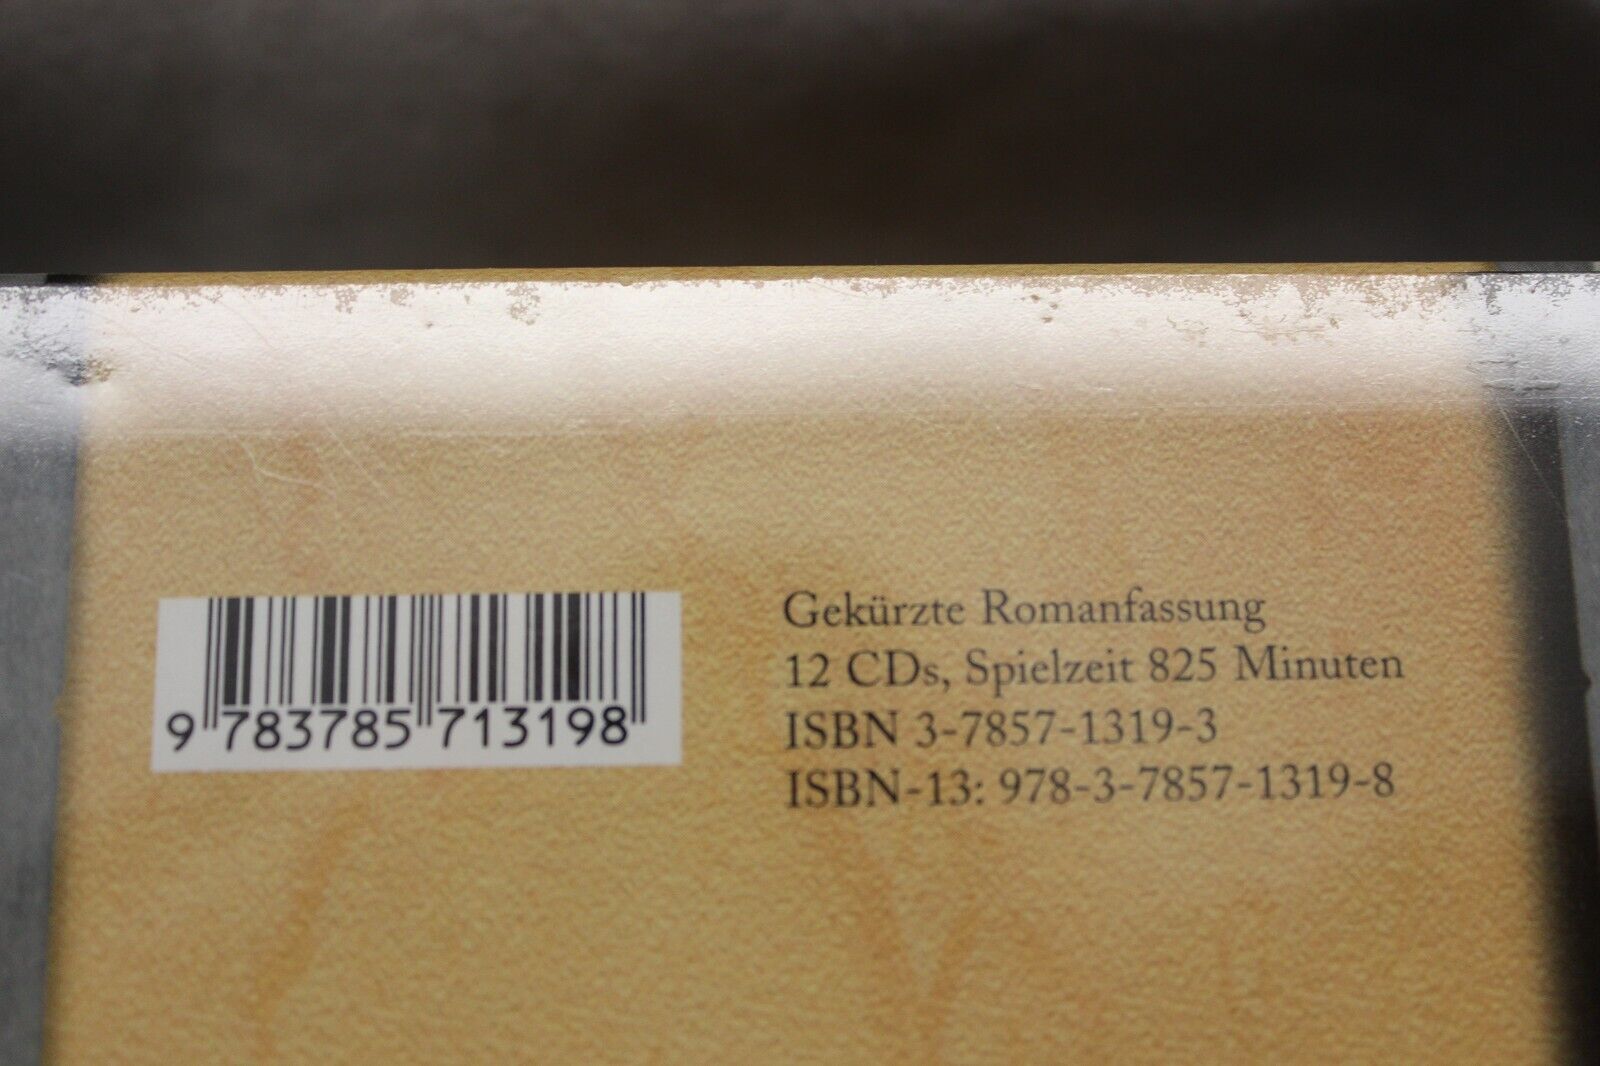 9 783785 713198
Gekürzte Romanfassung
12 CDs, Spielzeit 825 Minuten
ISBN 3-7857-1319-3
ISBN-13: 978-3-7857-1319-8